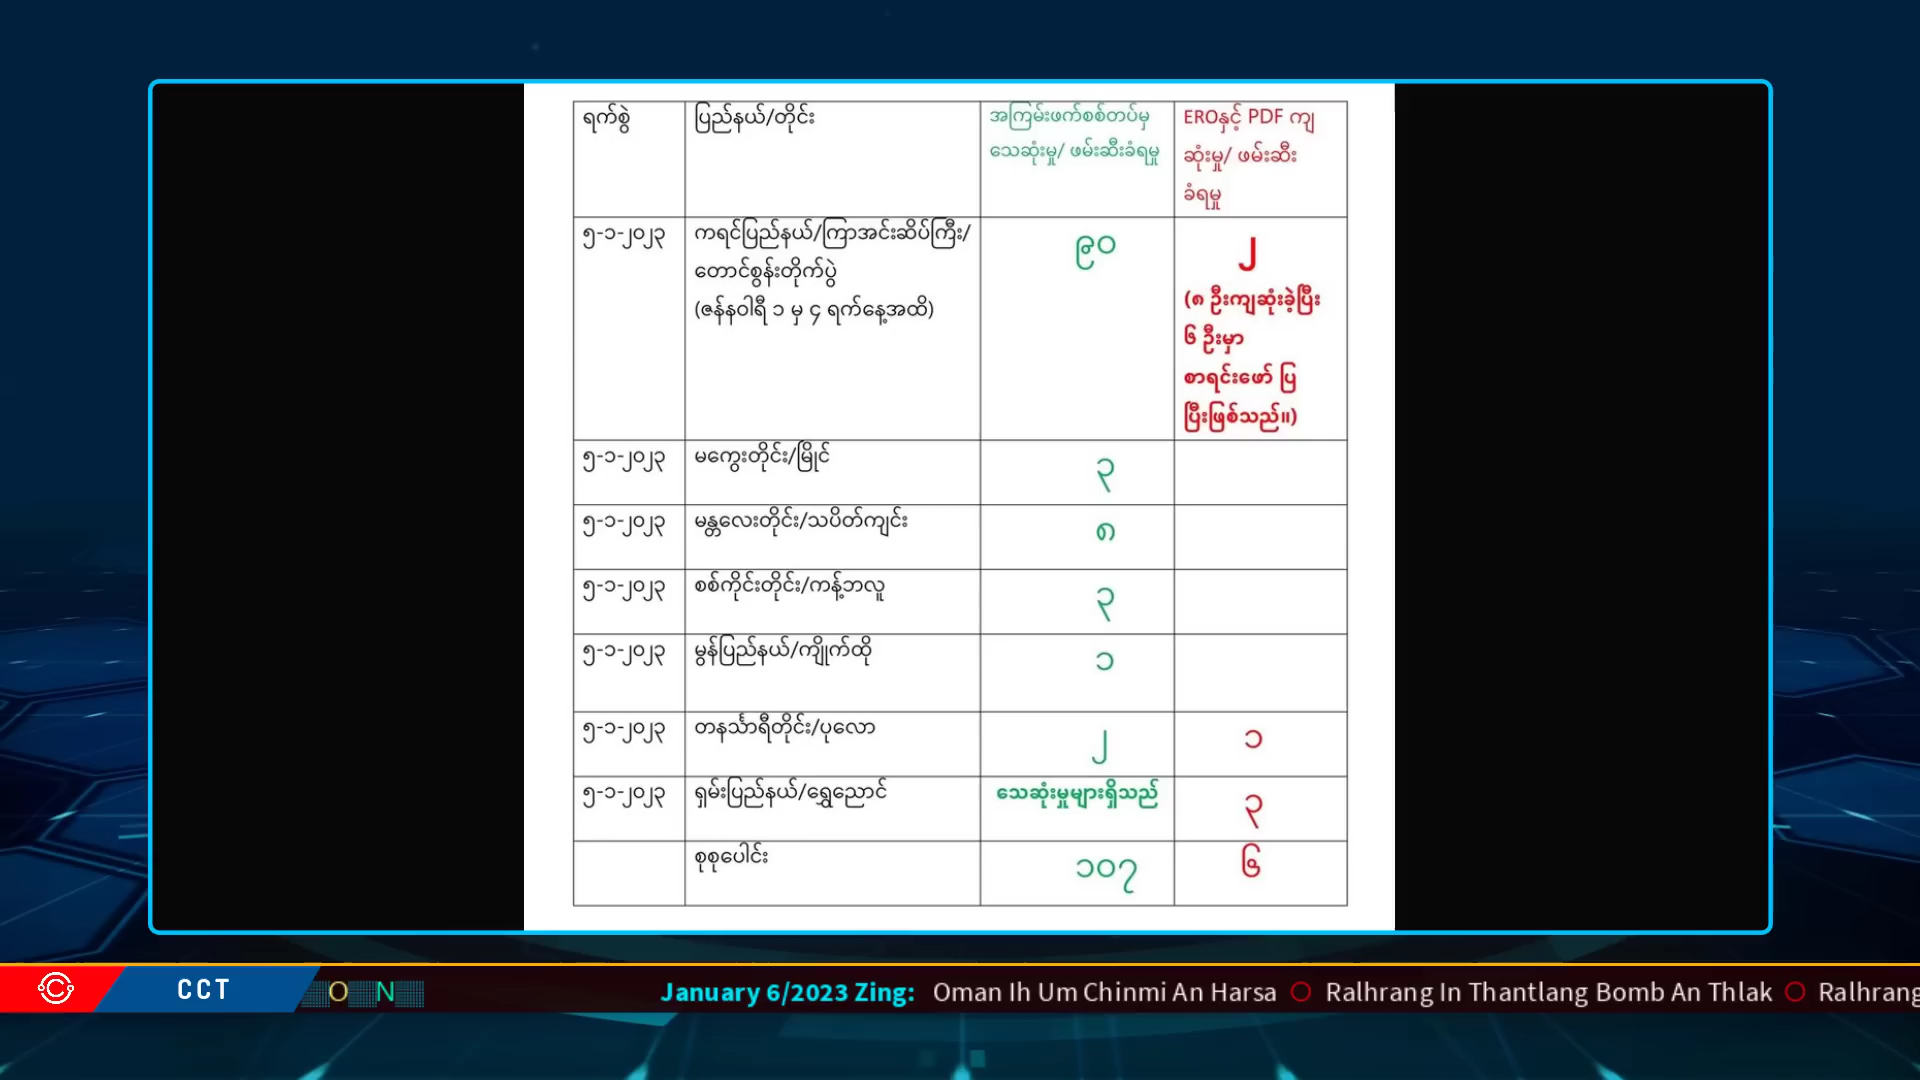 ရက်စွဲ
ပြည်နယ်/တိုင်း
အကြမ်းဖက်စစ်တပ်မှ
သေဆုံးမှု/ ဖမ်းဆီးခံရမှု
EROနှင့် PDF ကျ
ဆုံးမှု/ ဖမ်းဆီး
ခံရမှု
၅-၁-၂၀၂၃
ကရင်ပြည်နယ်/ကြာအင်းဆိပ်ကြီး/
တောင်စွန်းတိုက်ပွဲ
(ဇန်နဝါရီ ၁ မှ ၄ ရက်နေ့အထိ)
၉၀
၂
(၈ ဦးကျဆုံးခဲ့ပြီး
၆ ဦးမှာ
စာရင်းဖော် ပြ
ပြီးဖြစ်သည်။)
၅-၁-၂၀၂၃
မကွေးတိုင်း/မြိုင်
၃
၅-၁-၂၀၂၃
မန္တလေးတိုင်း/သပိတ်ကျင်း
၈
၅-၁-၂၀၂၃
စစ်ကိုင်းတိုင်း/ကန့်ဘလူ
၃
၅-၁-၂၀၂၃
မွန်ပြည်နယ်/ကျိုက်ထို
၁
၅-၁-၂၀၂၃
တနင်္သာရီတိုင်း/ပုလော
၂
၁
၅-၁-၂၀၂၃
ရှမ်းပြည်နယ်/ရွှေညောင်
သေဆုံးမှုများရှိသည်
၃
စုစုပေါင်း
၁၀၇
၆
CCT
O N
January 6/2023 Zing: Oman Ih Um Chinmi An Harsa O Ralhrang In Thantlang Bomb An Thlak O Ralhrang